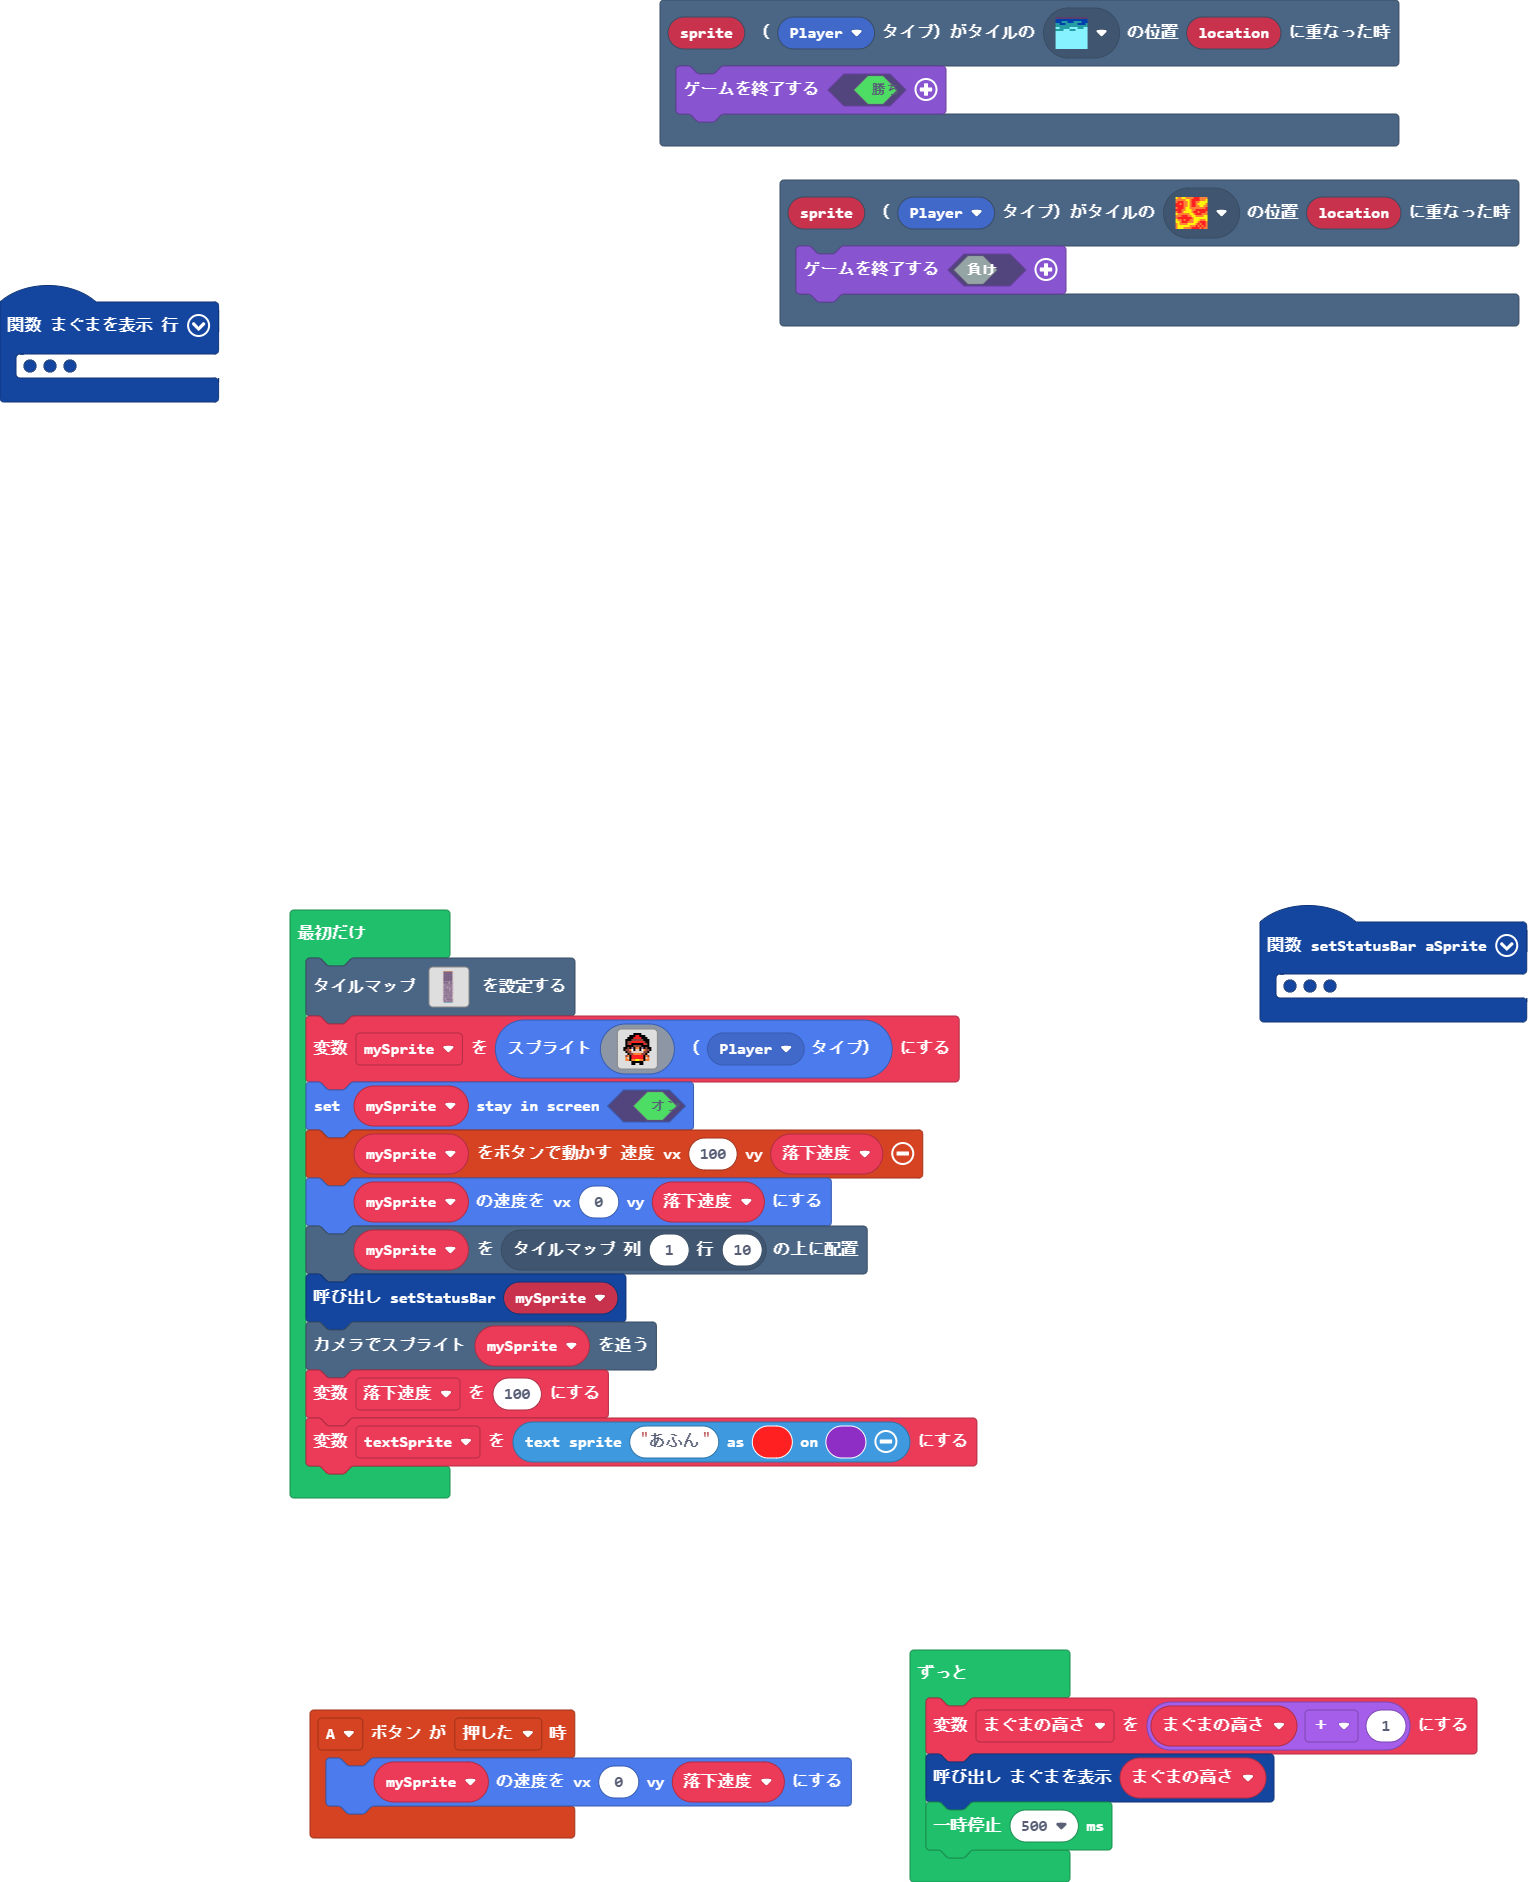 sprite （ Player タイプ）がタイルの の位置 location に重なった時
ゲームを終了する 勝ち
sprite （ Player タイプ）がタイルの の位置 location に重なった時
ゲームを終了する 負け
関数 まぐまを表示 行
最初だけ
タイルマップ を設定する
変数 mySprite を スプライト （ Player タイプ） にする
set mySprite stay in screen オン
mySprite をボタンで動かす 速度 vx 100 vy 落下速度
mySprite の速度を vx 0 vy 落下速度 にする
mySprite を タイルマップ 列 1 行 10 の上に配置
呼び出し setStatusBar mySprite
カメラでスプライト mySprite を追う
変数 落下速度 を 100 にする
変数 textSprite を text sprite "あふん" as on にする
関数 setStatusBar aSprite
A ボタン が 押した 時
mySprite の速度を vx 0 vy 落下速度 にする
ずっと
変数 まぐまの高さ を まぐまの高さ + 1 にする
呼び出し まぐまを表示 まぐまの高さ
一時停止 500 ms